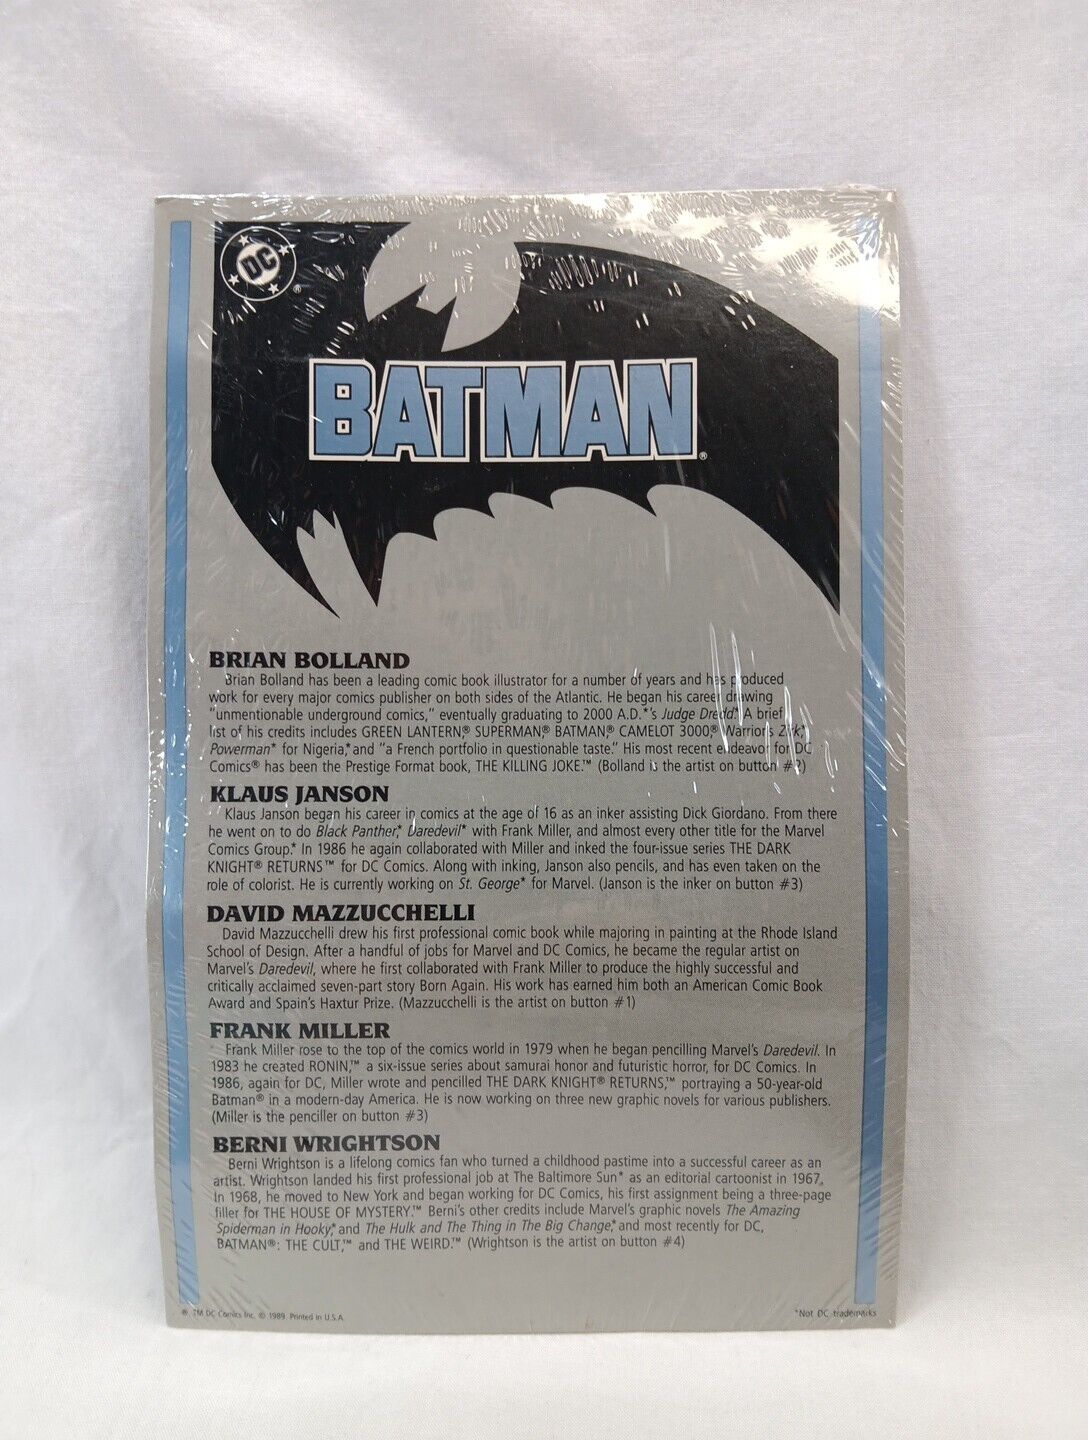 DC
®
BATMAN®
BRIAN BOLLAND
Brian Bolland has been a leading comic book illustrator for a number of years and has produced
work for every major comics publisher on both sides of the Atlantic. He began his career drawing
"unmentionable underground comics," eventually graduating to 2000 A.D.*'s Judge Dredd.* A brief
list of his credits includes GREEN LANTERN,® SUPERMAN,® BATMAN,® CAMELOT 3000,® Warriors Zirk,*
Powerman* for Nigeria,* and "a French portfolio in questionable taste." His most recent endeavor for DC
Comics® has been the Prestige Format book, THE KILLING JOKE.™ (Bolland is the artist on button #2)
KLAUS JANSON
Klaus Janson began his career in comics at the age of 16 as an inker assisting Dick Giordano. From there
he went on to do Black Panther,* Daredevil* with Frank Miller, and almost every other title for the Marvel
Comics Group.* In 1986 he again collaborated with Miller and inked the four-issue series THE DARK
KNIGHT® RETURNS™ for DC Comics. Along with inking, Janson also pencils, and has even taken on the
role of colorist. He is currently working on St. George* for Marvel. (Janson is the inker on button #3)
DAVID MAZZUCCHELLI
David Mazzucchelli drew his first professional comic book while majoring in painting at the Rhode Island
School of Design. After a handful of jobs for Marvel and DC Comics, he became the regular artist on
Marvel's Daredevil, where he first collaborated with Frank Miller to produce the highly successful and
critically acclaimed seven-part story Born Again. His work has earned him both an American Comic Book
Award and Spain's Haxtur Prize. (Mazzucchelli is the artist on button #1)
FRANK MILLER
Frank Miller rose to the top of the comics world in 1979 when he began pencilling Marvel's Daredevil. In
1983 he created RONIN,™ a six-issue series about samurai honor and futuristic horror, for DC Comics. In
1986, again for DC, Miller wrote and pencilled THE DARK KNIGHT® RETURNS,™ portraying a 50-year-old
Batman® in a modern-day America. He is now working on three new graphic novels for various publishers.
(Miller is the penciller on button #3)
BERNI WRIGHTSON
Berni Wrightson is a lifelong comics fan who turned a childhood pastime into a successful career as an
artist. Wrightson landed his first professional job at The Baltimore Sun* as an editorial cartoonist in 1967.
In 1968, he moved to New York and began working for DC Comics, his first assignment being a three-page
filler for THE HOUSE OF MYSTERY.™ Berni's other credits include Marvel's graphic novels The Amazing
Spiderman in Hooky,* and The Hulk and The Thing in The Big Change,* and most recently for DC,
BATMAN®: THE CULT,™ and THE WEIRD.™ (Wrightson is the artist on button #4)
®, TM DC Comics Inc. © 1989 Printed in U.S.A.
*Not DC trademarks